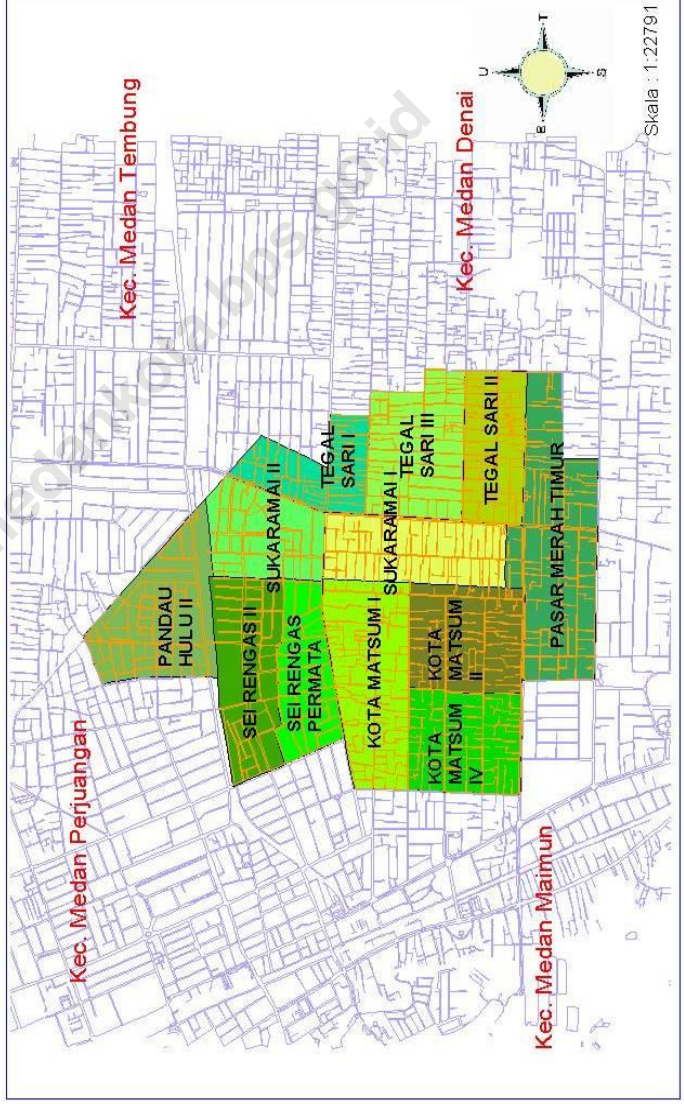 Kec. Medan Perjuangan
Kec. Medan Tembung
PANDAU
HULU II
SUKARAMAI II
SEI RENGAS II
SEI RENGAS
PERMATA
TEGAL
SARI I
KOTA MATSUM I
SUKARAMAI I
TEGAL
SARI III
KOTA
MATSUM
IV
KOTA
MATSUM
II
TEGAL SARI II
PASAR MERAH TIMUR
Kec. Medan Maimun
Kec. Medan Denai
U
B
T
S
Skala : 1:22791